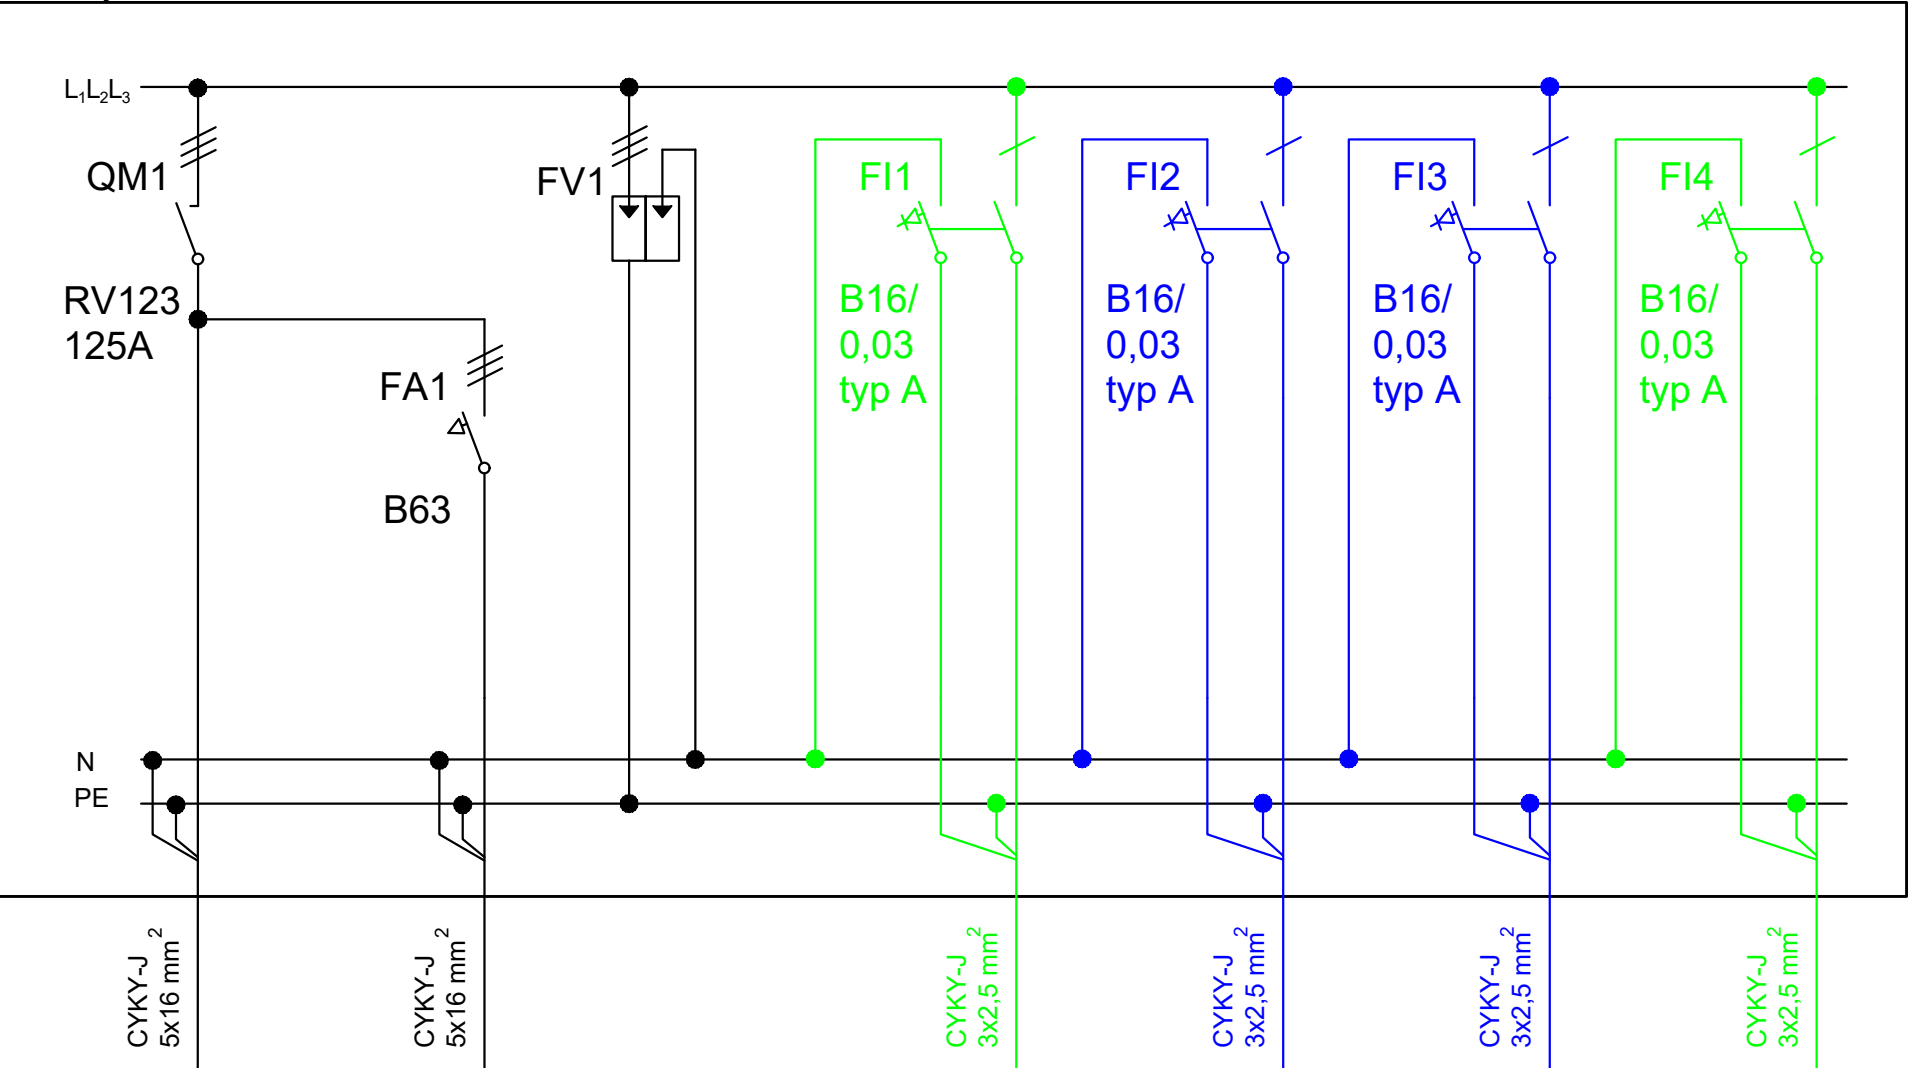 L₁L₂L₃
QM1
RV123
125A
FA1
B63
FV1
FI1
B16/
0,03
typ A
FI2
B16/
0,03
typ A
FI3
B16/
0,03
typ A
FI4
B16/
0,03
typ A
N
PE
CYKY-J
5x16 mm²
CYKY-J
5x16 mm²
CYKY-J
3x2,5 mm²
CYKY-J
3x2,5 mm²
CYKY-J
3x2,5 mm²
CYKY-J
3x2,5 mm²